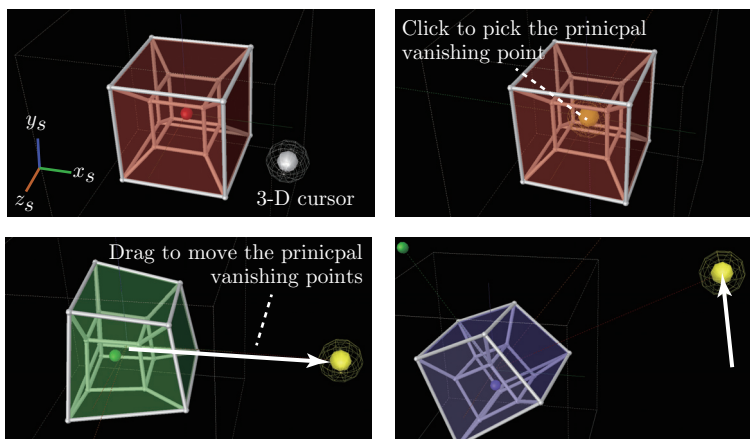 Click to pick the prinicpal
vanishing point
y_s
x_s
z_s
3-D cursor
Drag to move the prinicpal
vanishing points